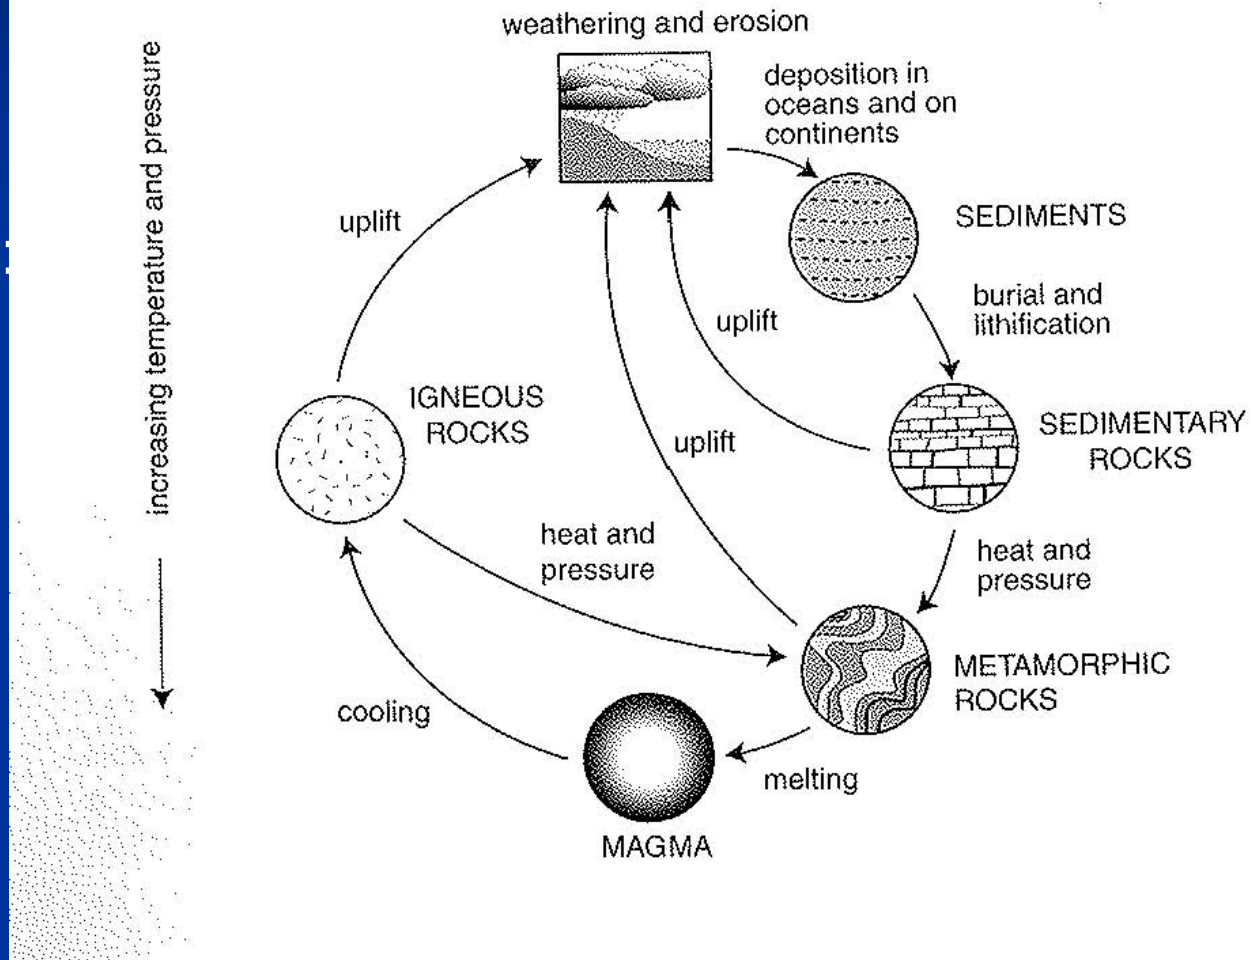 weathering and erosion
deposition in
oceans and on
continents
SEDIMENTS
burial and
lithification
SEDIMENTARY
ROCKS
heat and
pressure
METAMORPHIC
ROCKS
melting
MAGMA
cooling
IGNEOUS
ROCKS
uplift
heat and
pressure
uplift
uplift
increasing temperature and pressure